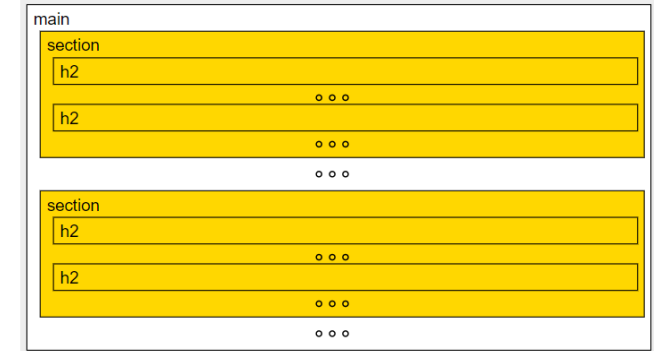 main
section
h2
∘ ∘ ∘
h2
∘ ∘ ∘
∘ ∘ ∘
section
h2
∘ ∘ ∘
h2
∘ ∘ ∘
∘ ∘ ∘